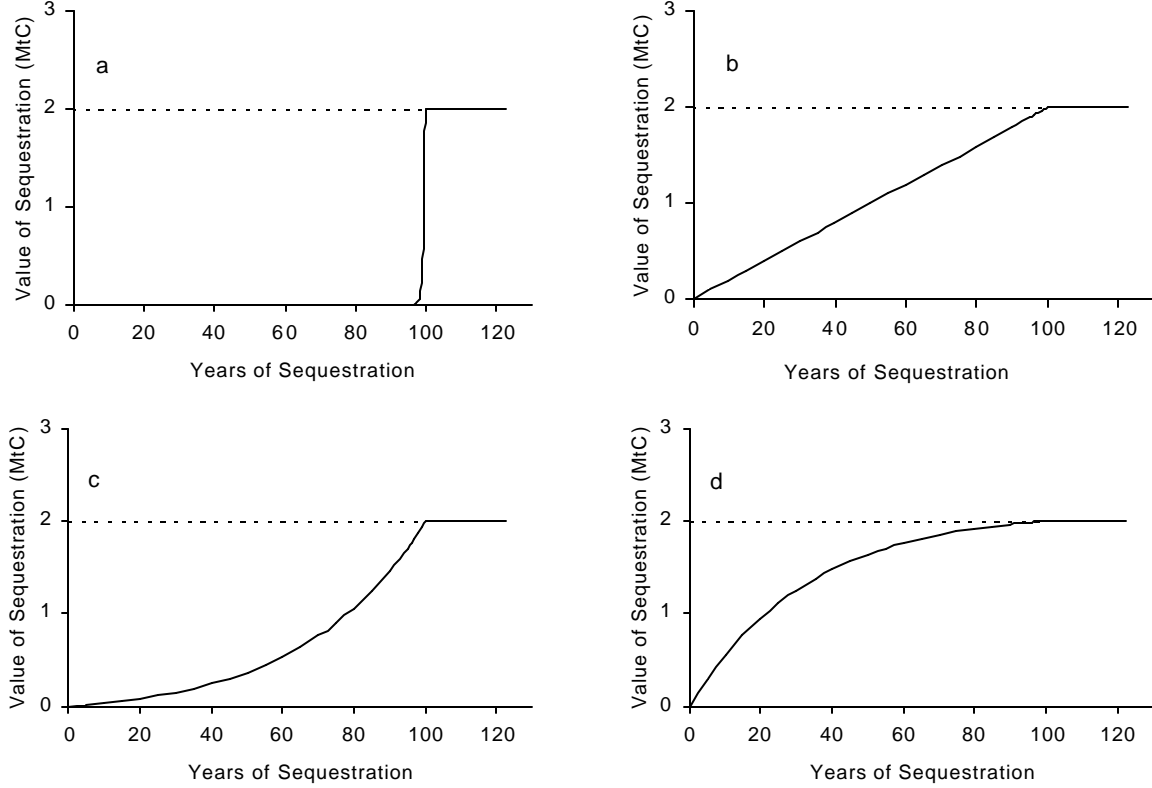 Value of Sequestration (MtC)
3
2
1
0
a
0 20 40 60 80 100 120
Years of Sequestration
Value of Sequestration (MtC)
3
2
1
0
b
0 20 40 60 80 100 120
Years of Sequestration
Value of Sequestration (MtC)
3
2
1
0
c
0 20 40 60 80 100 120
Years of Sequestration
Value of Sequestration (MtC)
3
2
1
0
d
0 20 40 60 80 100 120
Years of Sequestration